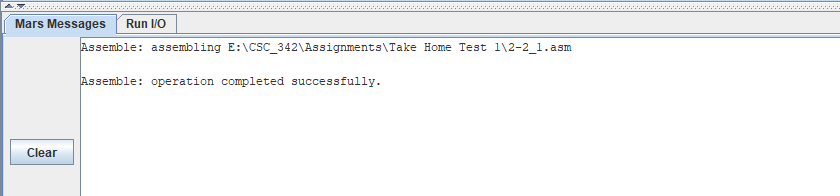 Mars Messages Run I/O
Assemble: assembling E:\CSC_342\Assignments\Take Home Test 1\2-2_1.asm
Assemble: operation completed successfully.
Clear